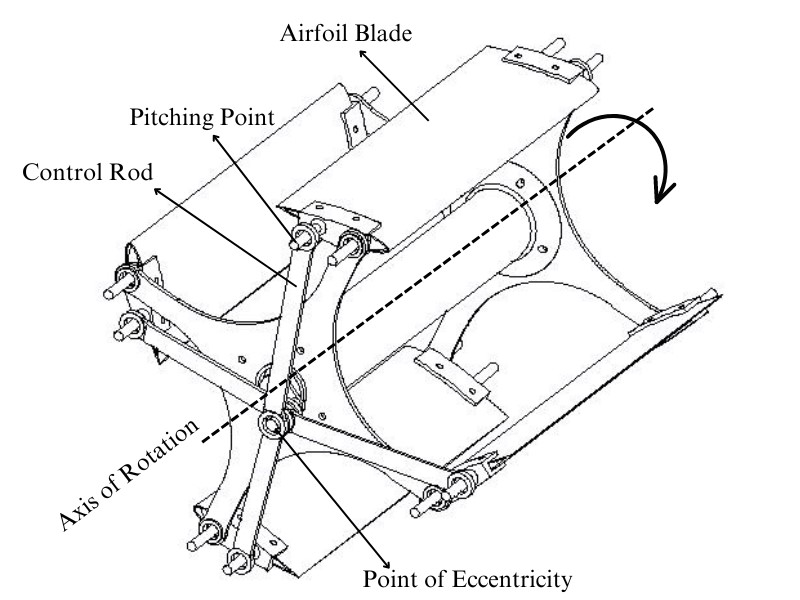 Airfoil Blade
Pitching Point
Control Rod
Axis of Rotation
Point of Eccentricity